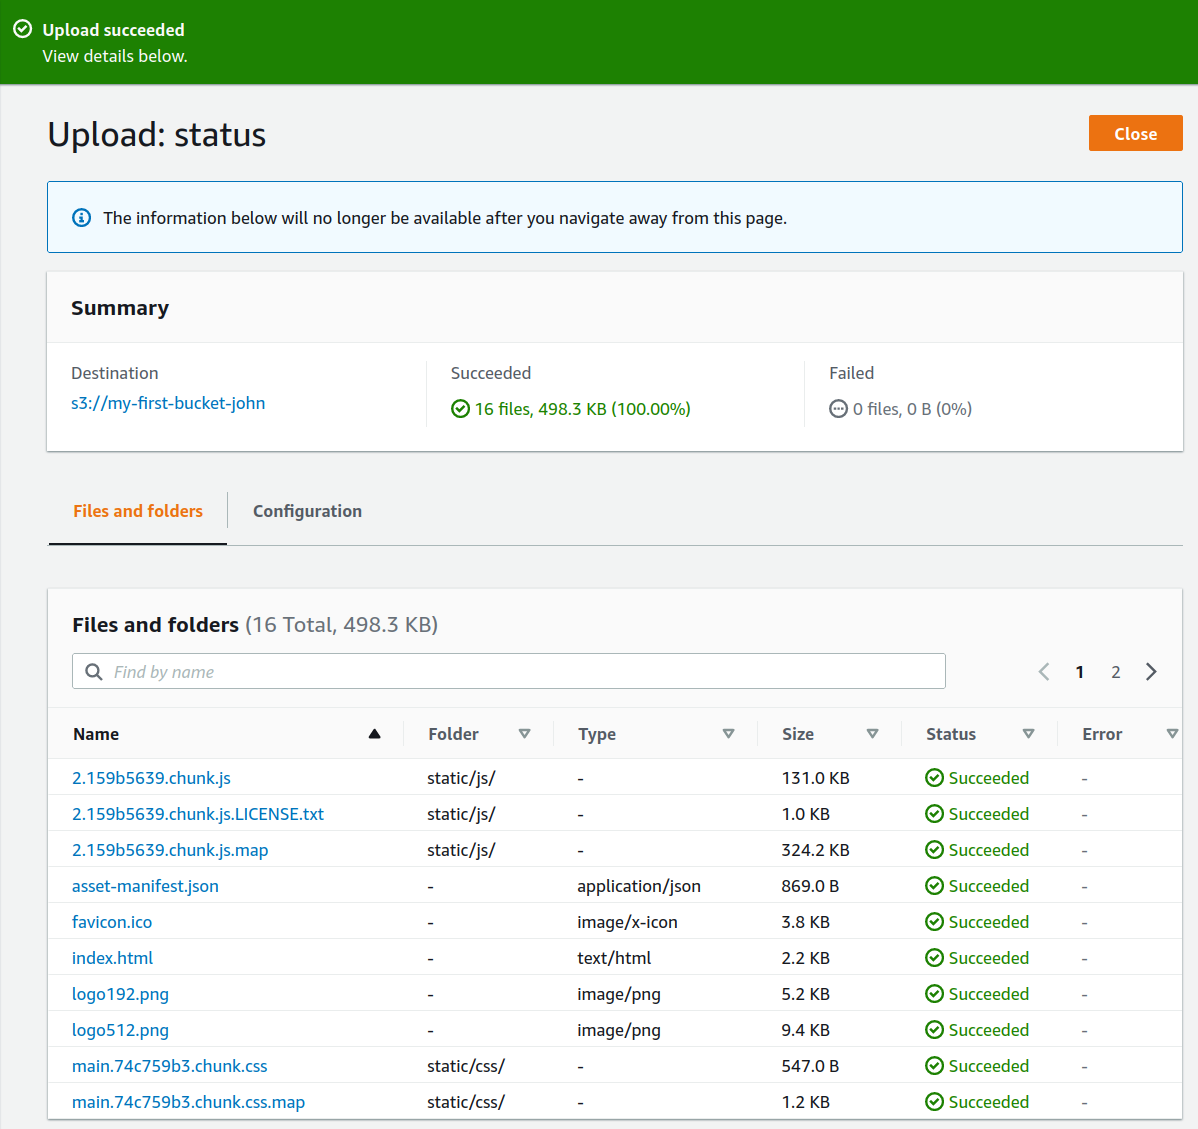 Upload succeeded
View details below.
Upload: status
Close
The information below will no longer be available after you navigate away from this page.
Summary
Destination
s3://my-first-bucket-john
Succeeded
16 files, 498.3 KB (100.00%)
Failed
0 files, 0 B (0%)
Files and folders
Configuration
Files and folders (16 Total, 498.3 KB)
Find by name
1 2
Name Folder Type Size Status Error
2.159b5639.chunk.js static/js/ - 131.0 KB Succeeded -
2.159b5639.chunk.js.LICENSE.txt static/js/ - 1.0 KB Succeeded -
2.159b5639.chunk.js.map static/js/ - 324.2 KB Succeeded -
asset-manifest.json - application/json 869.0 B Succeeded -
favicon.ico - image/x-icon 3.8 KB Succeeded -
index.html - text/html 2.2 KB Succeeded -
logo192.png - image/png 5.2 KB Succeeded -
logo512.png - image/png 9.4 KB Succeeded -
main.74c759b3.chunk.css static/css/ - 547.0 B Succeeded -
main.74c759b3.chunk.css.map static/css/ - 1.2 KB Succeeded -